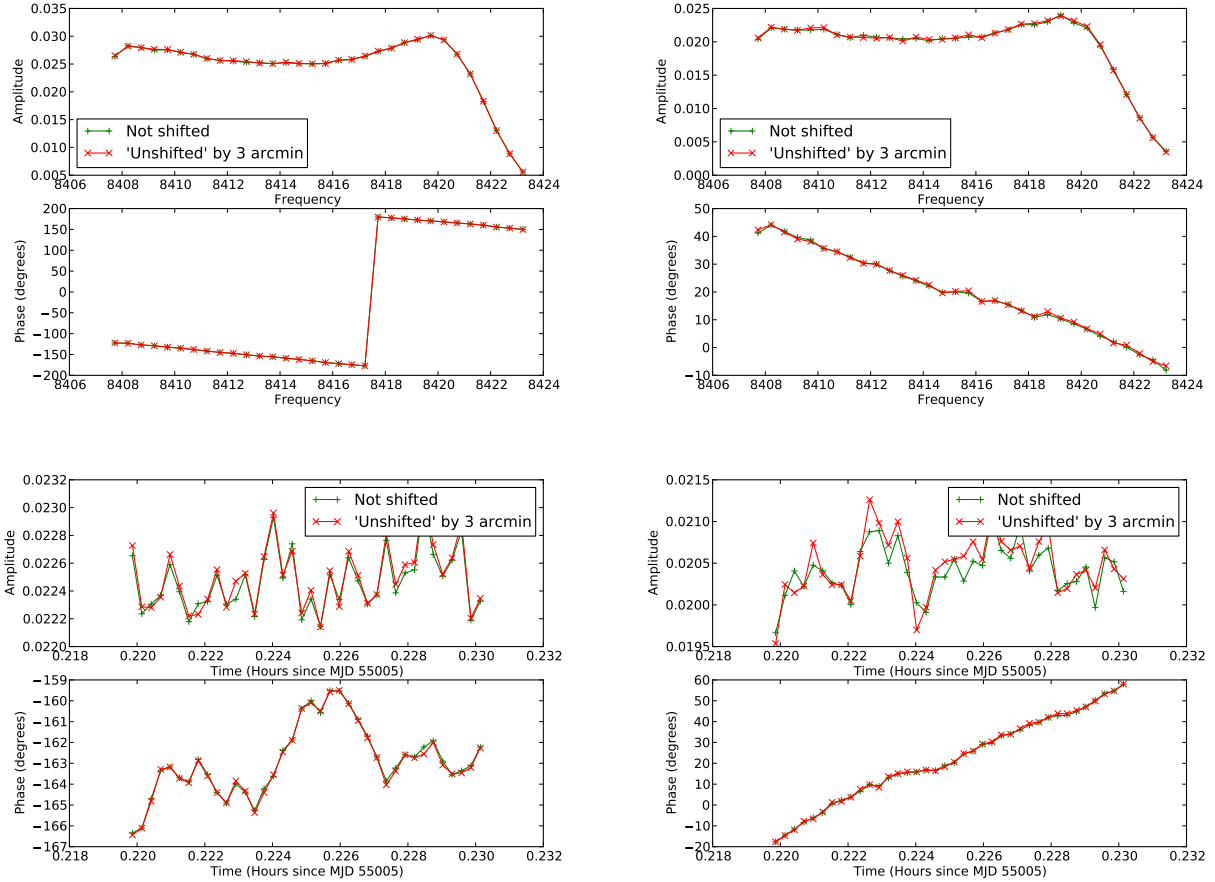 0.035
0.030
0.025
0.020
0.015
0.010
0.005
Amplitude
Not shifted
'Unshifted' by 3 arcmin
8406 8408 8410 8412 8414 8416 8418 8420 8422 8424
Frequency
200
150
100
50
0
−50
−100
−150
−200
Phase (degrees)
8406 8408 8410 8412 8414 8416 8418 8420 8422 8424
Frequency
0.025
0.020
0.015
0.010
0.005
0.000
Amplitude
Not shifted
'Unshifted' by 3 arcmin
8406 8408 8410 8412 8414 8416 8418 8420 8422 8424
Frequency
50
40
30
20
10
0
−10
Phase (degrees)
8406 8408 8410 8412 8414 8416 8418 8420 8422 8424
Frequency
0.0232
0.0230
0.0228
0.0226
0.0224
0.0222
0.0220
Amplitude
Not shifted
'Unshifted' by 3 arcmin
0.218 0.220 0.222 0.224 0.226 0.228 0.230 0.232
Time (Hours since MJD 55005)
−159
−160
−161
−162
−163
−164
−165
−166
−167
Phase (degrees)
0.218 0.220 0.222 0.224 0.226 0.228 0.230 0.232
Time (Hours since MJD 55005)
0.0215
0.0210
0.0205
0.0200
0.0195
Amplitude
Not shifted
'Unshifted' by 3 arcmin
0.218 0.220 0.222 0.224 0.226 0.228 0.230 0.232
Time (Hours since MJD 55005)
60
50
40
30
20
10
0
−10
−20
Phase (degrees)
0.218 0.220 0.222 0.224 0.226 0.228 0.230 0.232
Time (Hours since MJD 55005)